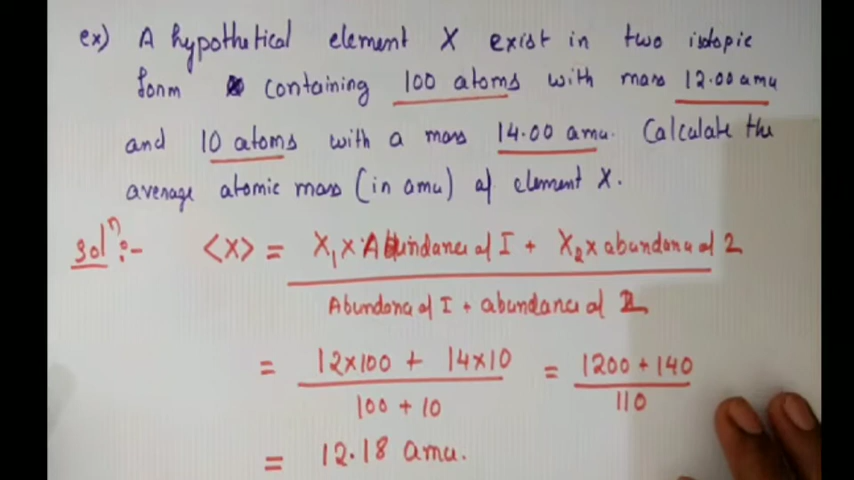 ex) A hypothetical element X exist in two isotopic
form containing 100 atoms with mass 12.00 amu
and 10 atoms with a mass 14.00 amu. Calculate the
average atomic mass (in amu) of element X.
Solⁿ:- <X> = X₁ x Abundance of I + X₂ x abundance of 2
Abundance of I + abundance of 2
= 12x100 + 14x10 = 1200 + 140
100 + 10 110
= 12.18 amu.